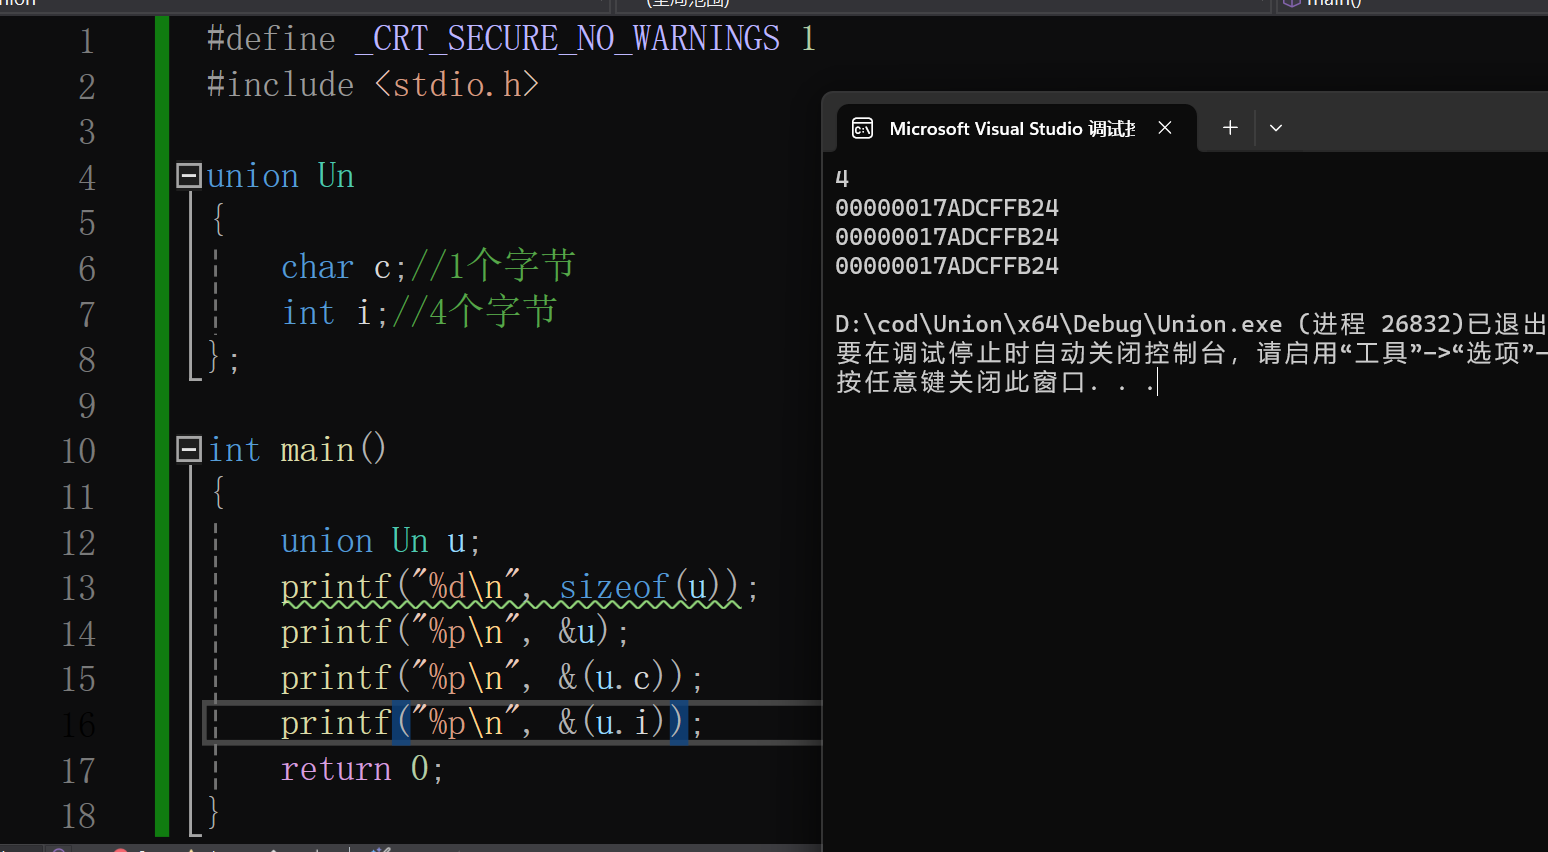 (全局范围)
main()
1 #define _CRT_SECURE_NO_WARNINGS 1
2 #include <stdio.h>
3
4 union Un
5 {
6 char c;//1个字节
7 int i;//4个字节
8 };
9
10 int main()
11 {
12 union Un u;
13 printf("%d\n", sizeof(u));
14 printf("%p\n", &u);
15 printf("%p\n", &(u.c));
16 printf("%p\n", &(u.i));
17 return 0;
18 }
Microsoft Visual Studio 调试
4
00000017ADCFFB24
00000017ADCFFB24
00000017ADCFFB24
D:\cod\Union\x64\Debug\Union.exe (进程 26832)已退出
要在调试停止时自动关闭控制台, 请启用“工具”->“选项”-
按任意键关闭此窗口. . .